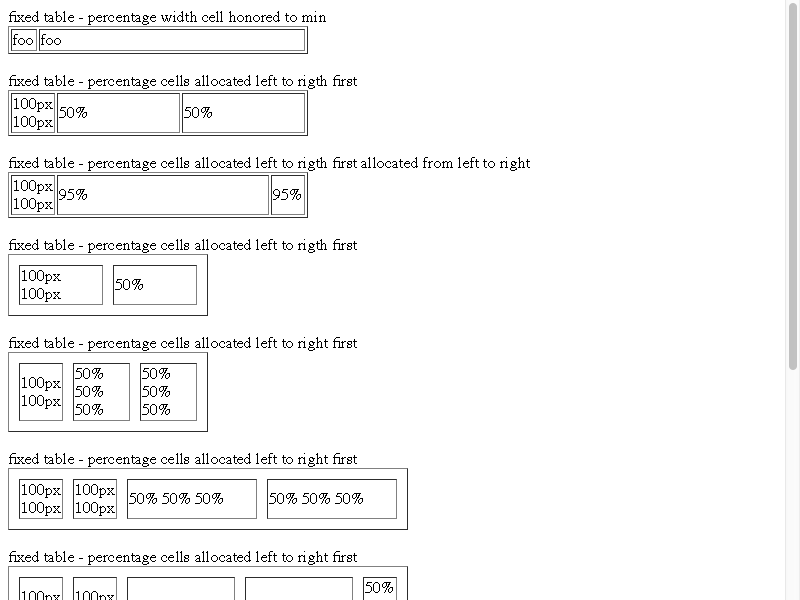 fixed table - percentage width cell honored to min
foo foo
fixed table - percentage cells allocated left to rigth first
100px 50% 50%
100px
fixed table - percentage cells allocated left to rigth first allocated from left to right
100px 95% 95%
100px
fixed table - percentage cells allocated left to rigth first
100px 50%
100px
fixed table - percentage cells allocated left to right first
100px 50% 50%
100px 50% 50%
50% 50%
fixed table - percentage cells allocated left to right first
100px 100px 50% 50% 50% 50% 50% 50%
100px 100px
fixed table - percentage cells allocated left to right first
50%
100px 100px